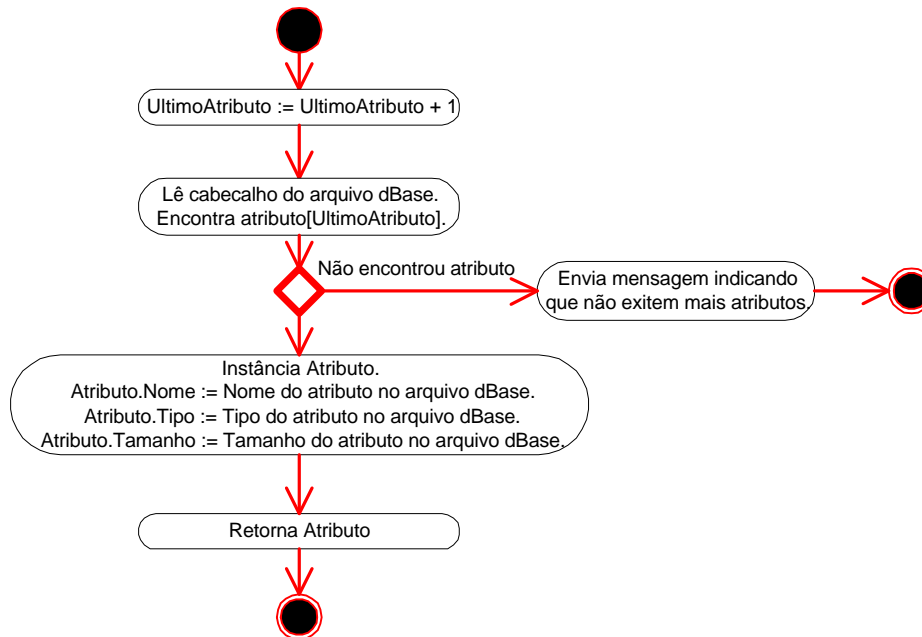 UltimoAtributo := UltimoAtributo + 1
Lê cabecalho do arquivo dBase.
Encontra atributo[UltimoAtributo].
Não encontrou atributo
Envia mensagem indicando
que não exitem mais atributos.
Instância Atributo.
Atributo.Nome := Nome do atributo no arquivo dBase.
Atributo.Tipo := Tipo do atributo no arquivo dBase.
Atributo.Tamanho := Tamanho do atributo no arquivo dBase.
Retorna Atributo